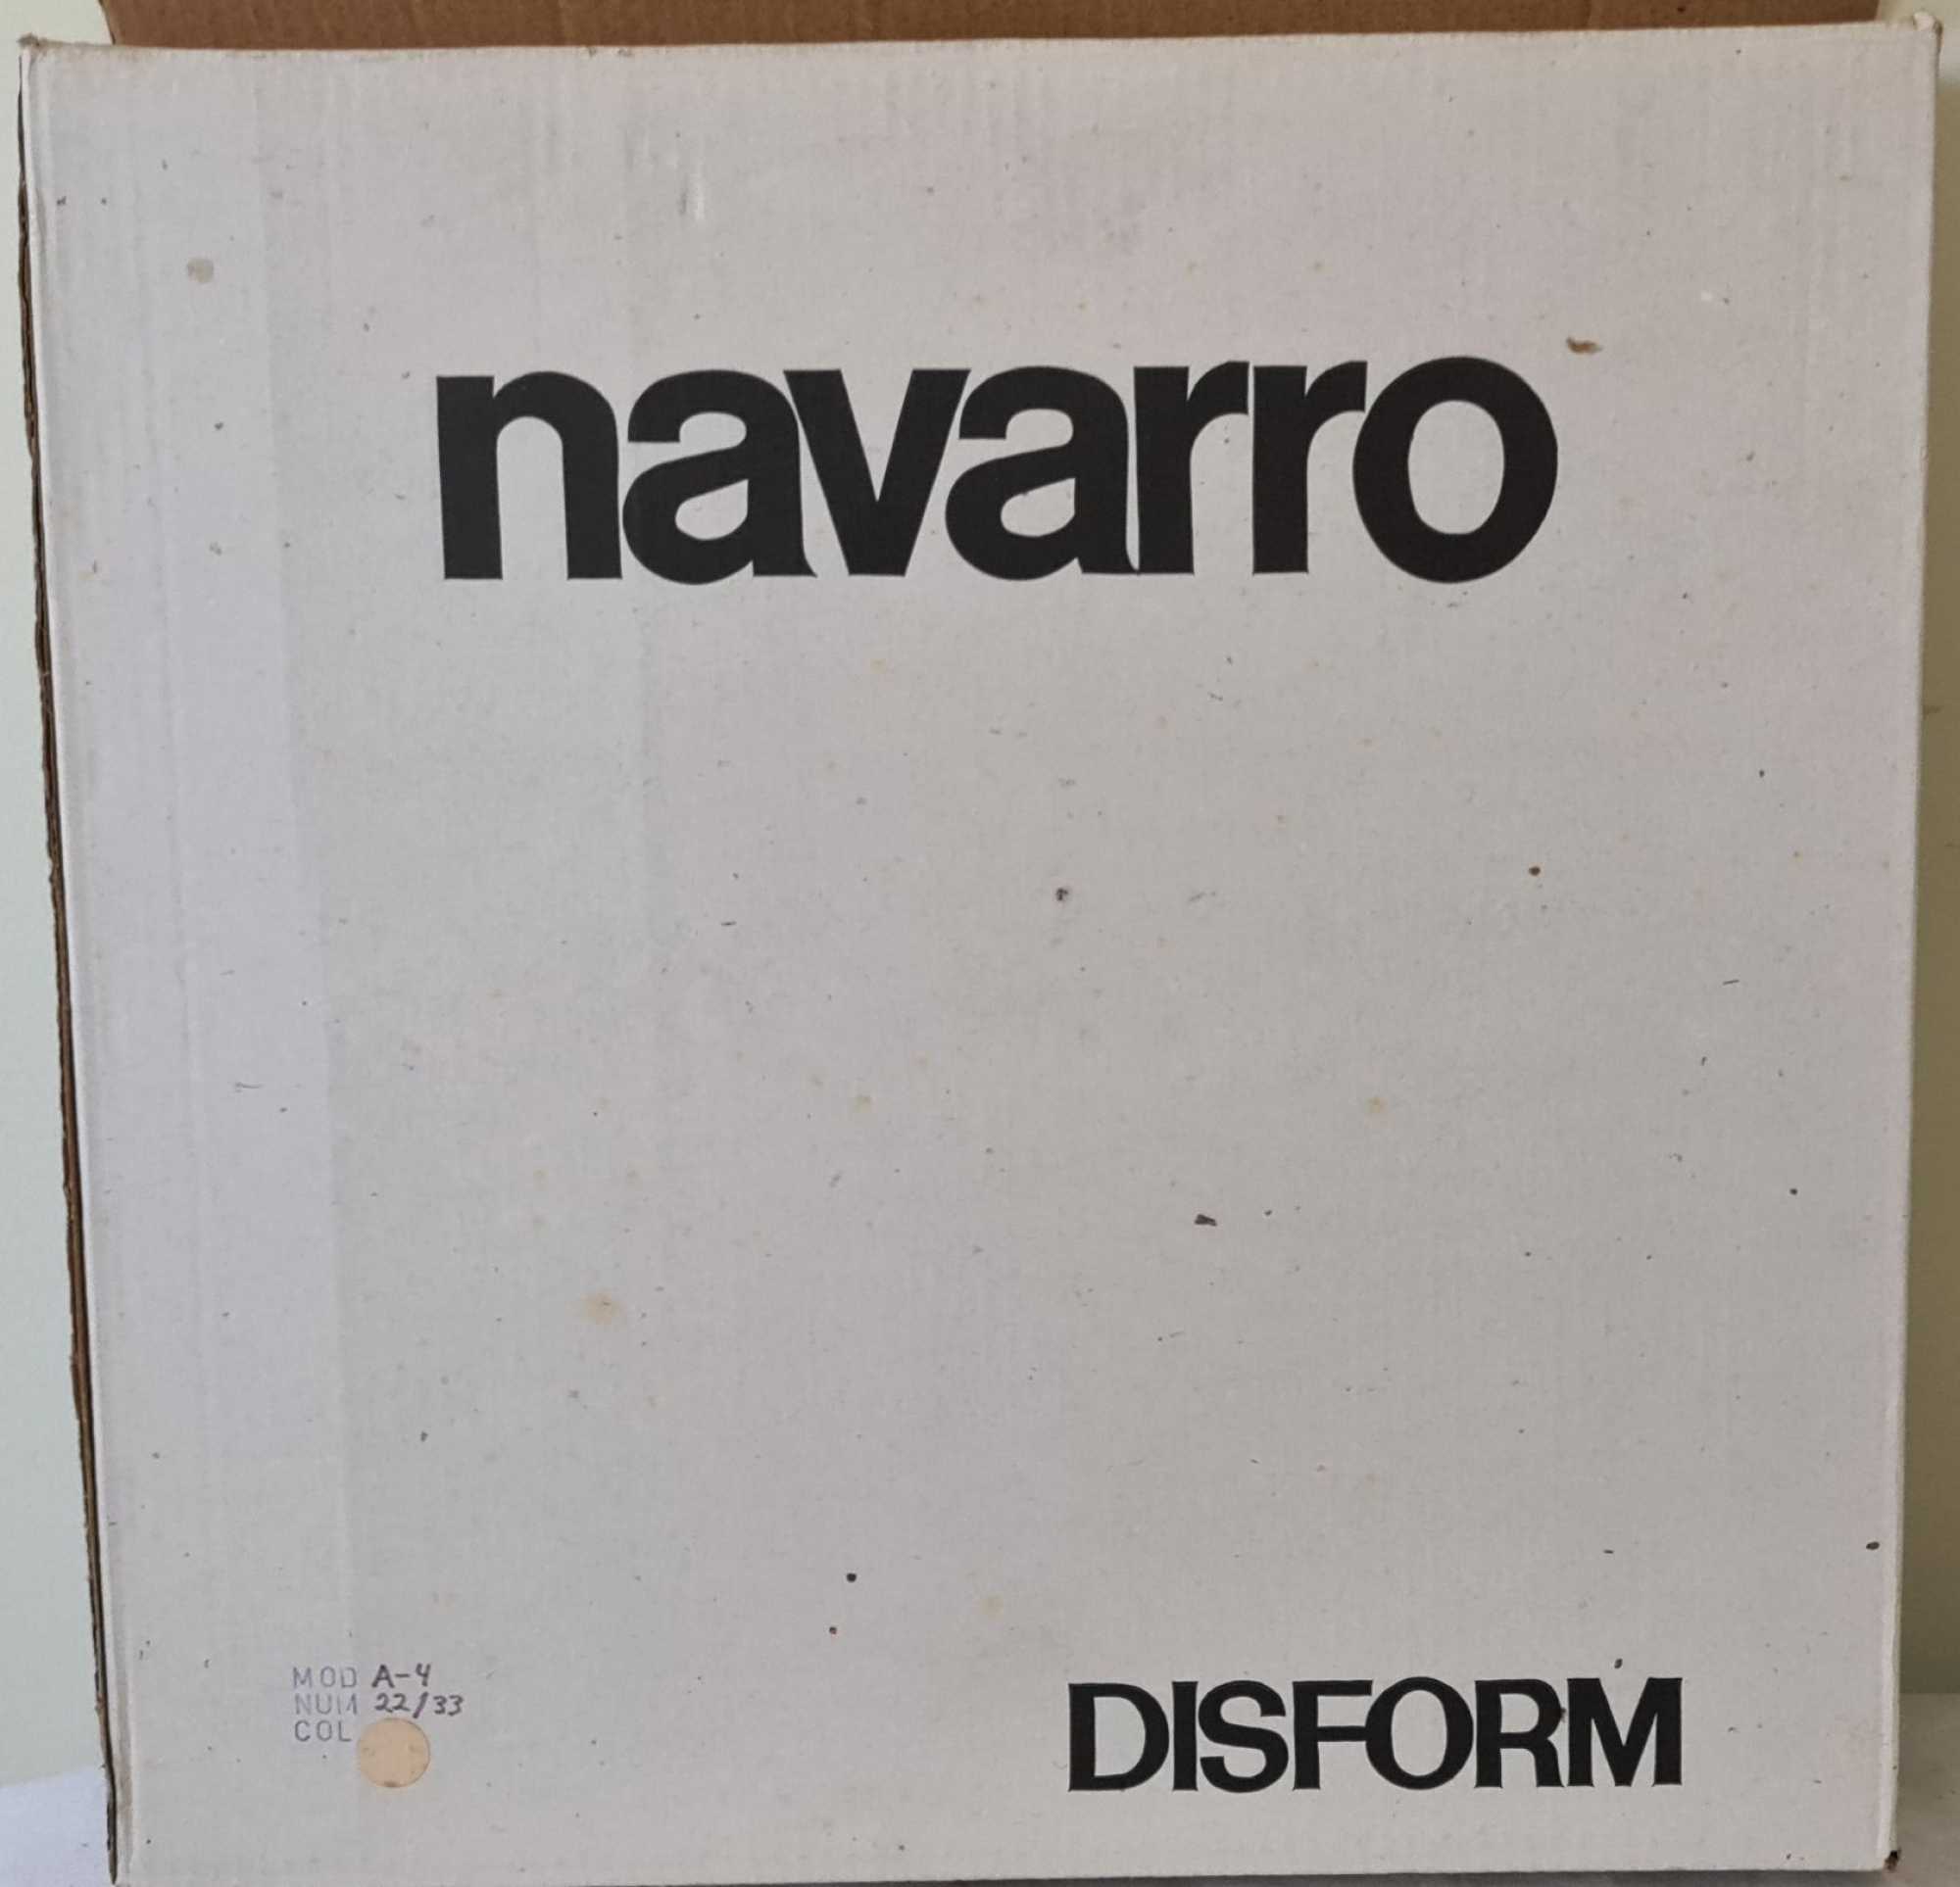 navarro
MOD A-4
NUM 22/33
COL
DISFORM